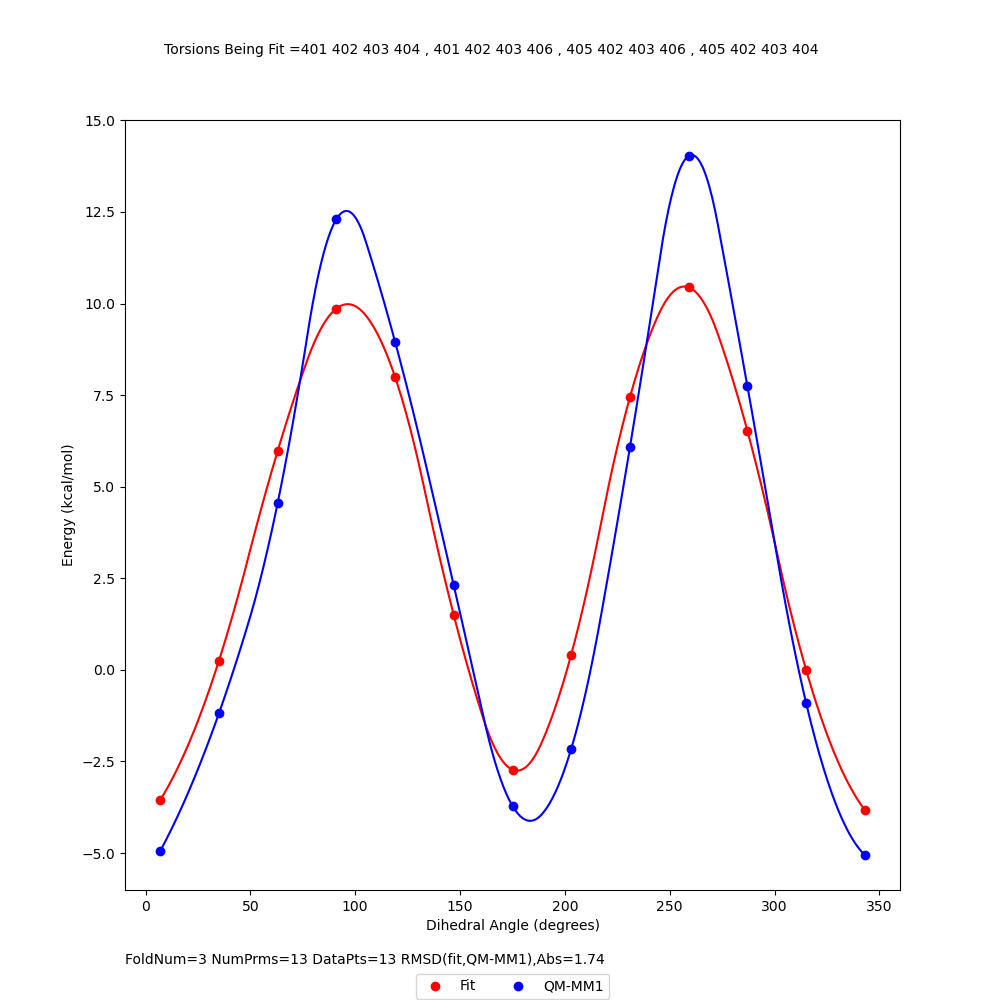 Torsions Being Fit =401 402 403 404 , 401 402 403 406 , 405 402 403 406 , 405 402 403 404
15.0
12.5
10.0
7.5
5.0
2.5
0.0
−2.5
−5.0
Energy (kcal/mol)
0 50 100 150 200 250 300 350
Dihedral Angle (degrees)
FoldNum=3 NumPrms=13 DataPts=13 RMSD(fit,QM-MM1),Abs=1.74
Fit QM-MM1